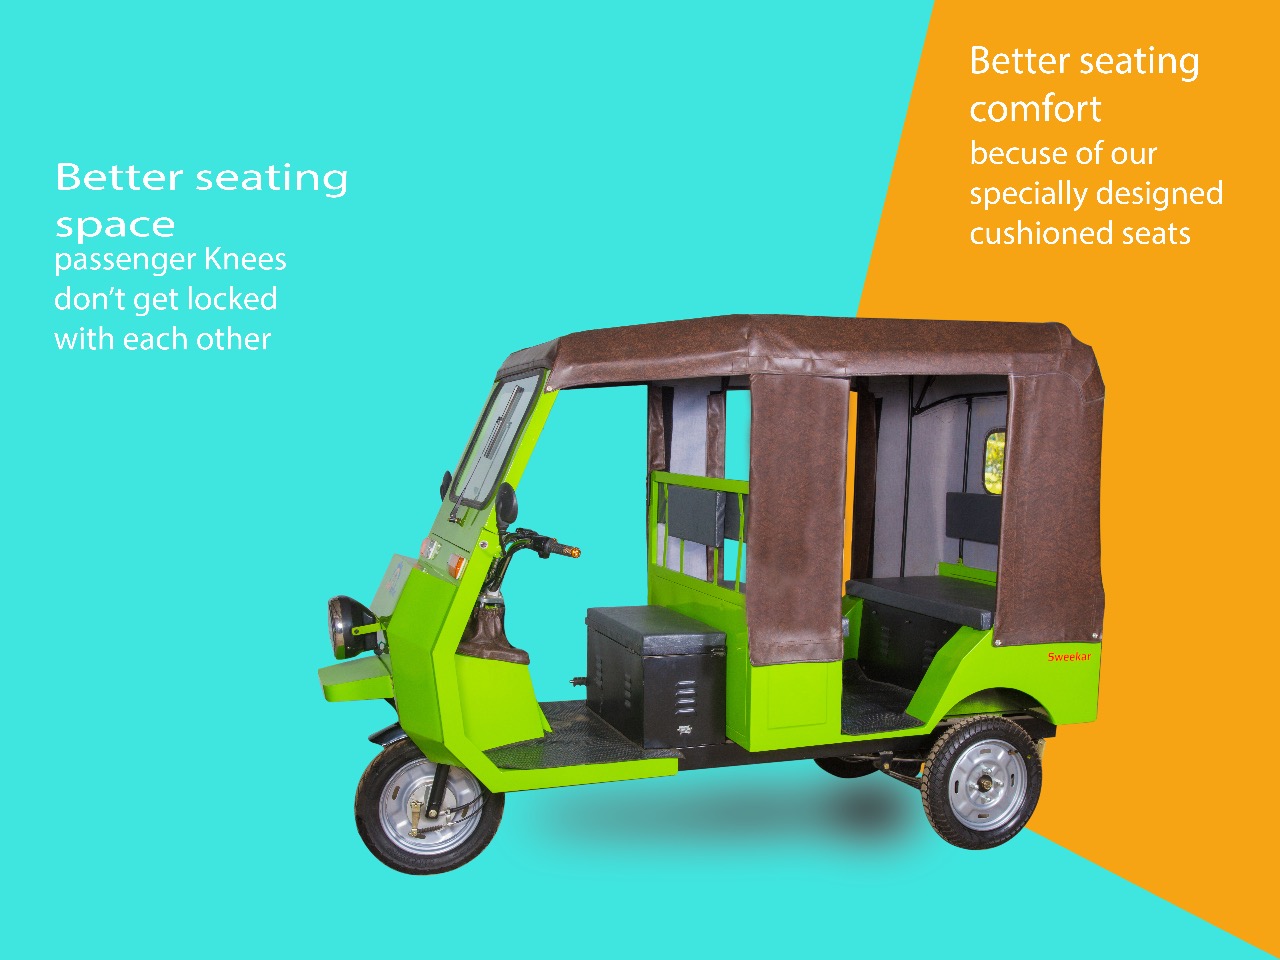 Better seating
space
passenger Knees
don't get locked
with each other
Better seating
comfort
becuse of our
specially designed
cushioned seats
Sweekar